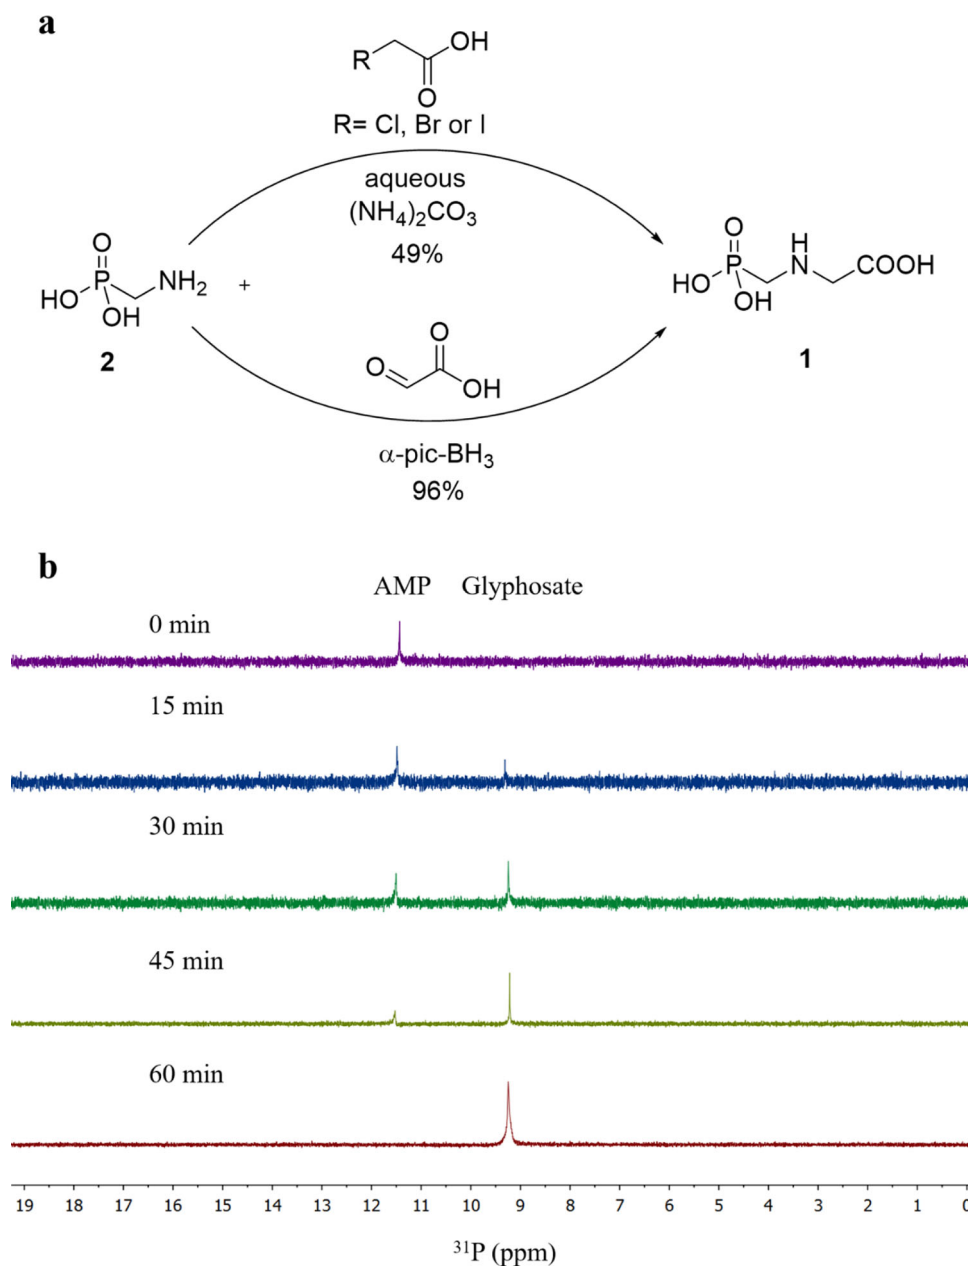 a
R
OH
O
R= Cl, Br or I
aqueous
(NH4)2CO3
49%
O
P
HO
OH
NH2
+
2
O
H
N
P
HO
OH
COOH
1
O
O
OH
α-pic-BH3
96%
b
AMP Glyphosate
0 min
15 min
30 min
45 min
60 min
19 18 17 16 15 14 13 12 11 10 9 8 7 6 5 4 3 2 1 0
³¹P (ppm)